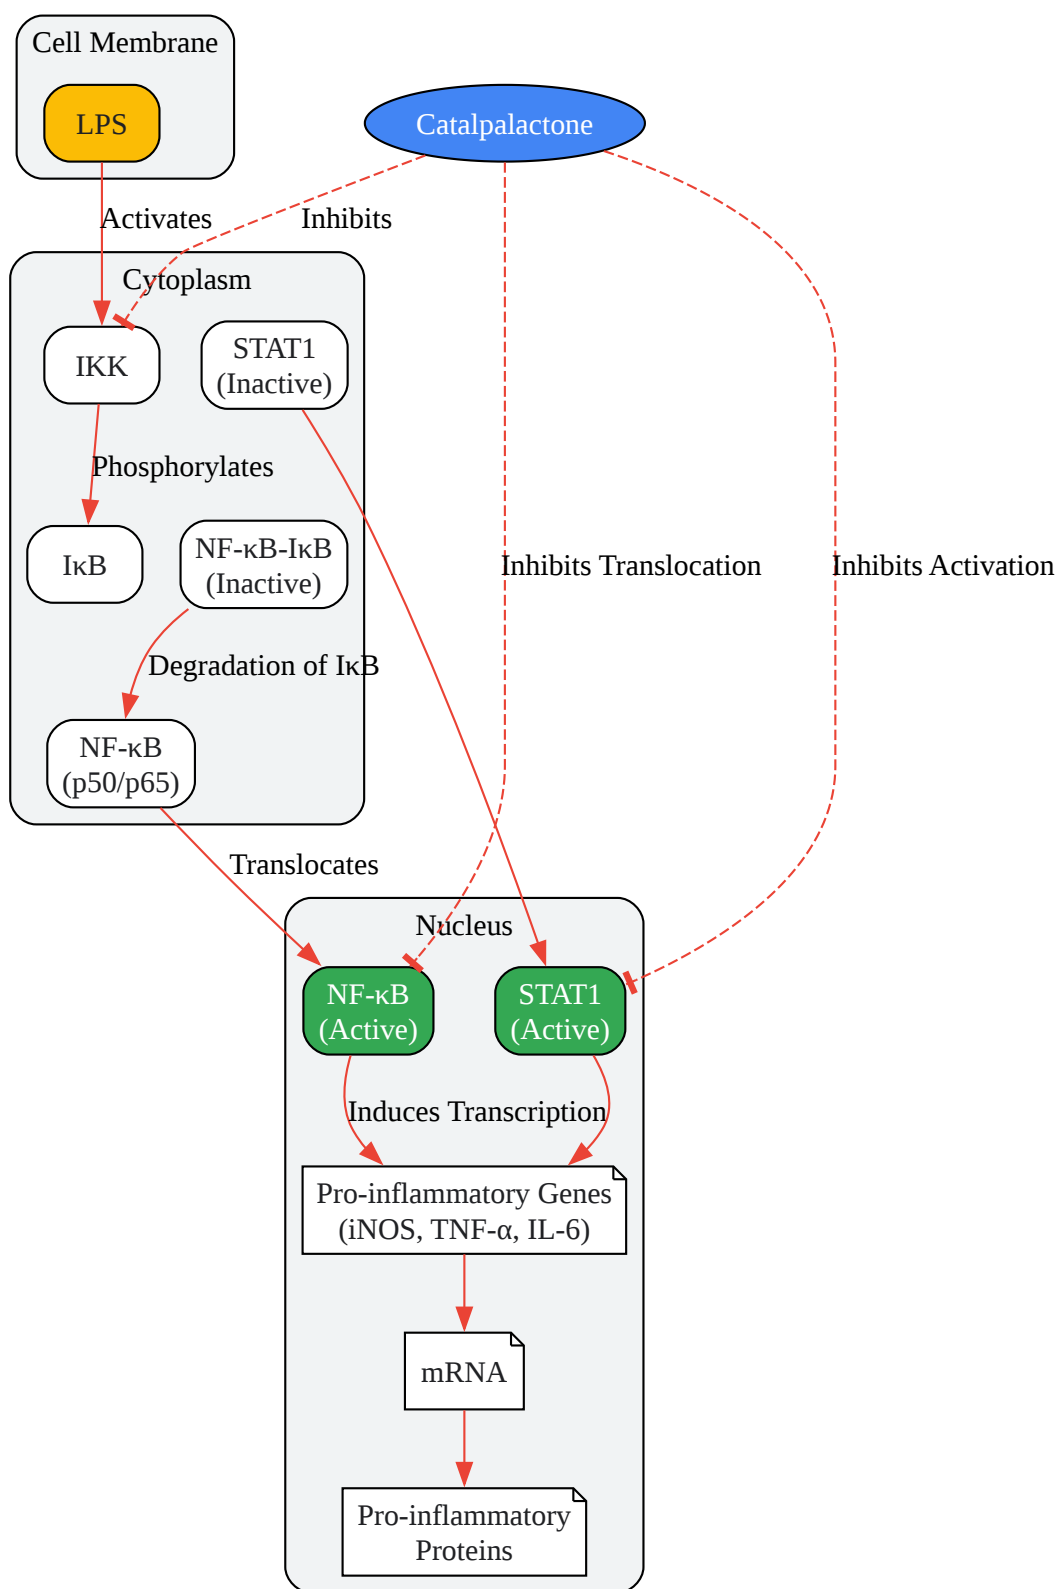 Cell Membrane
LPS
Catalpalactone
Activates
Inhibits
Cytoplasm
IKK
STAT1
(Inactive)
Phosphorylates
IκB
NF-κB-IκB
(Inactive)
Inhibits Translocation
Inhibits Activation
Degradation of IκB
NF-κB
(p50/p65)
Translocates
Nucleus
NF-κB
(Active)
STAT1
(Active)
Induces Transcription
Pro-inflammatory Genes
(iNOS, TNF-α, IL-6)
mRNA
Pro-inflammatory
Proteins